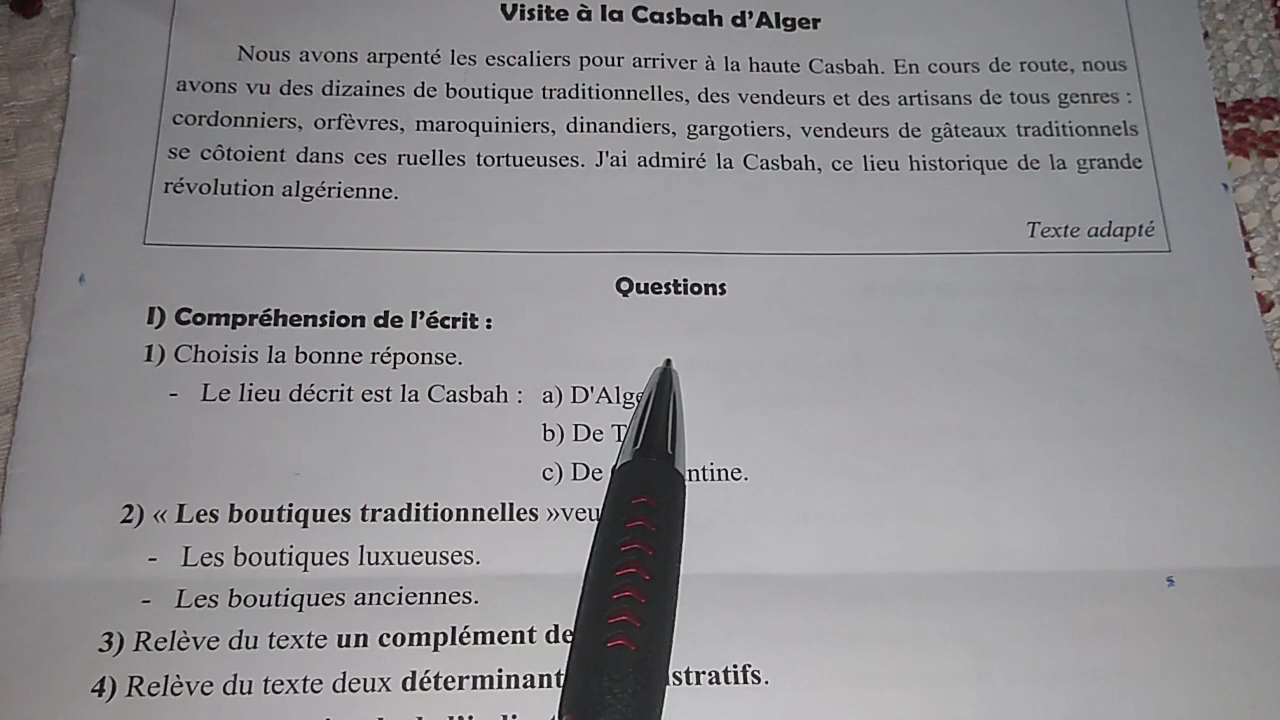 Visite à la Casbah d'Alger
Nous avons arpenté les escaliers pour arriver à la haute Casbah. En cours de route, nous
avons vu des dizaines de boutique traditionnelles, des vendeurs et des artisans de tous genres :
cordonniers, orfèvres, maroquiniers, dinandiers, gargotiers, vendeurs de gâteaux traditionnels
se côtoient dans ces ruelles tortueuses. J'ai admiré la Casbah, ce lieu historique de la grande
révolution algérienne.
Texte adapté
Questions
I) Compréhension de l'écrit :
1) Choisis la bonne réponse.
- Le lieu décrit est la Casbah : a) D'Alge
b) De T
c) De ntine.
2) « Les boutiques traditionnelles »veu
- Les boutiques luxueuses.
- Les boutiques anciennes.
3) Relève du texte un complément de
4) Relève du texte deux déterminant stratifs.